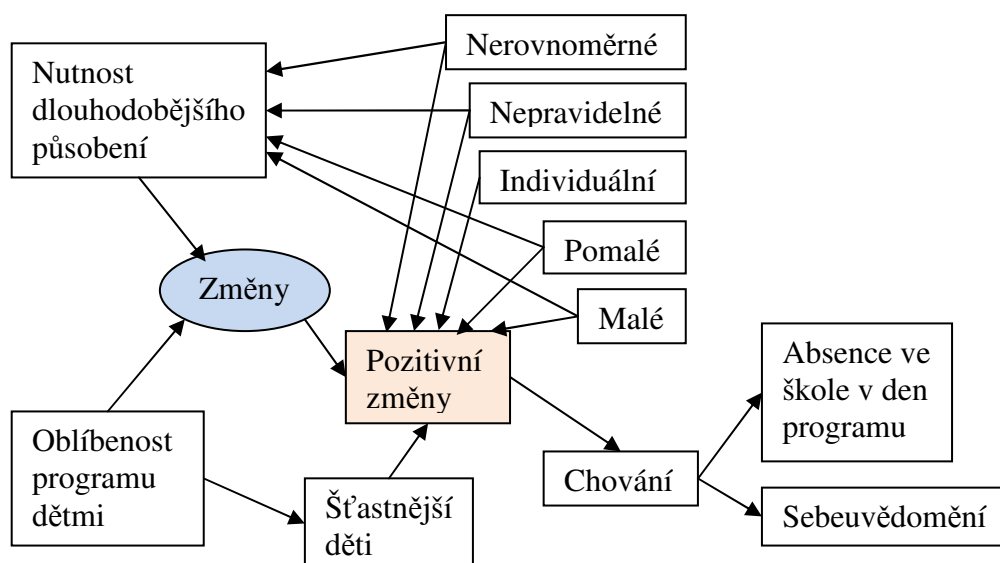 Nerovnoměrné
Nutnost
dlouhodobějšího
působení
Nepravidelné
Individuální
Pomalé
Změny
Malé
Pozitivní
změny
Absence ve
škole v den
programu
Oblíbenost
programu
dětmi
Chování
Šťastnější
děti
Sebeuvědomění